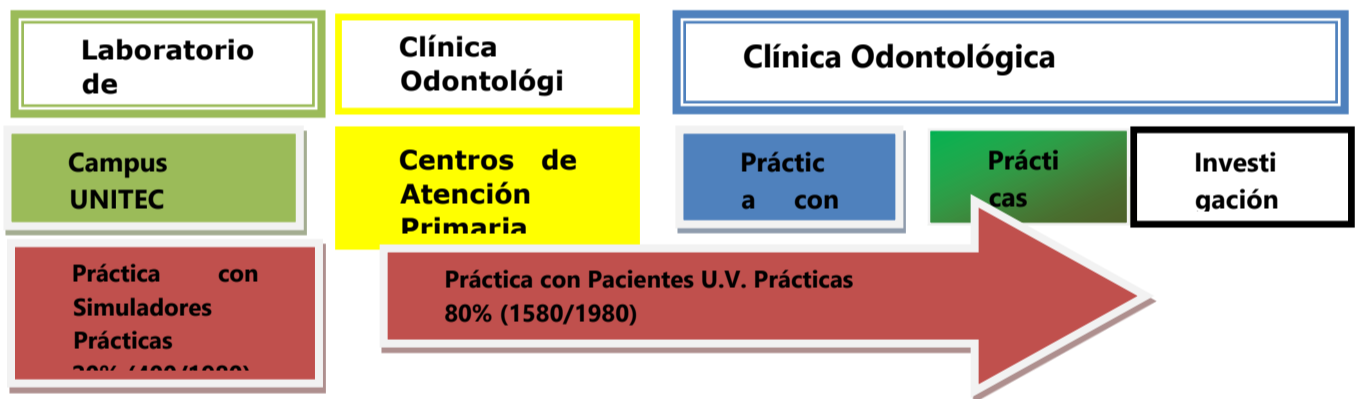 Laboratorio
de
Clínica
Odontológi
Clínica Odontológica
Campus
UNITEC
Centros de
Atención
Primaria
Práctic
a con
Prácti
cas
Investi
gación
Práctica con
Simuladores
Prácticas
Práctica con Pacientes U.V. Prácticas
80% (1580/1980)